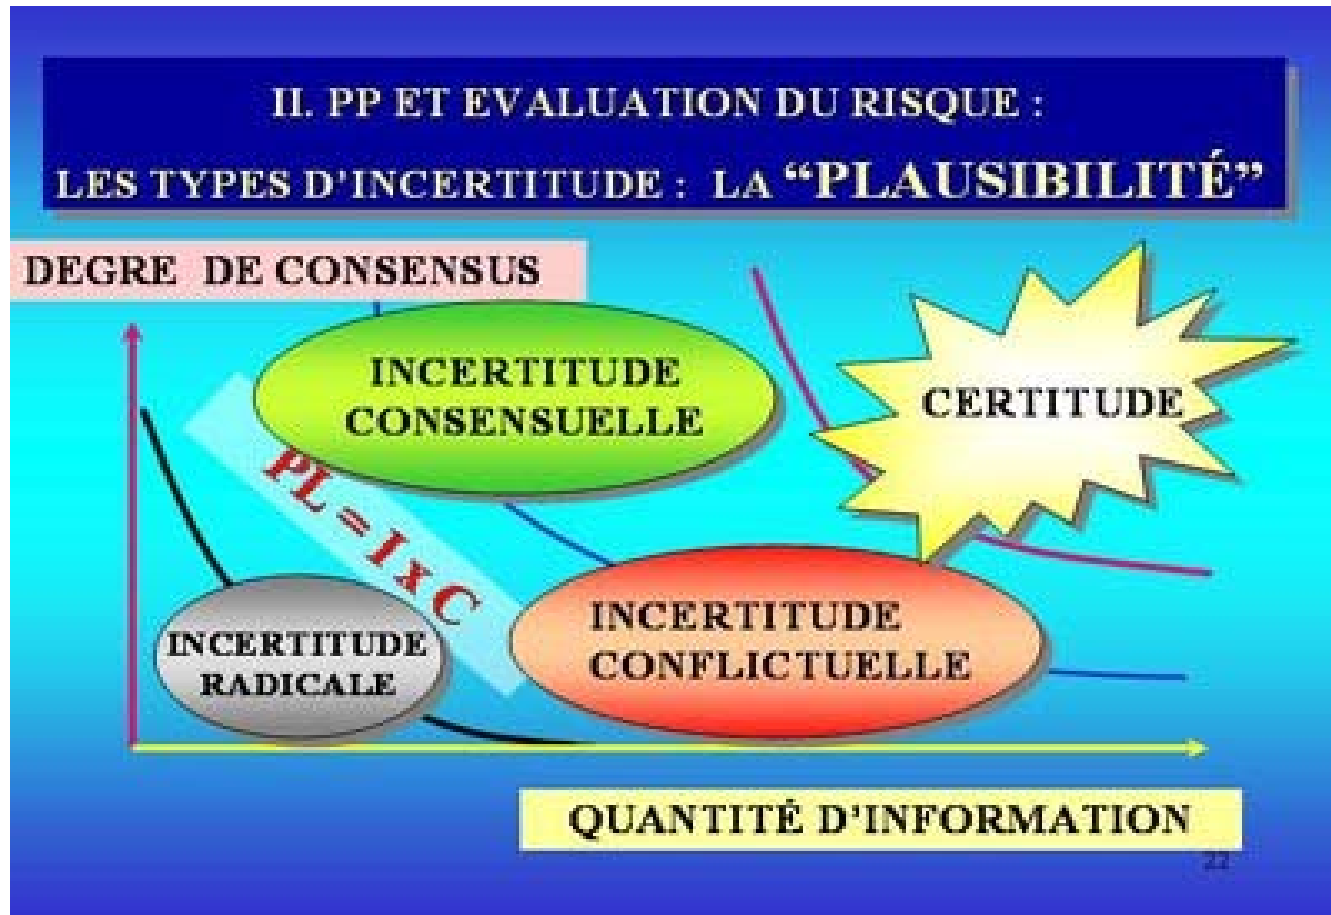 II. PP ET EVALUATION DU RISQUE :
LES TYPES D'INCERTITUDE : LA “PLAUSIBILITÉ”
DEGRE DE CONSENSUS
INCERTITUDE
CONSENSUELLE
CERTITUDE
PL = I x C
INCERTITUDE
RADICALE
INCERTITUDE
CONFLICTUELLE
QUANTITÉ D'INFORMATION
22